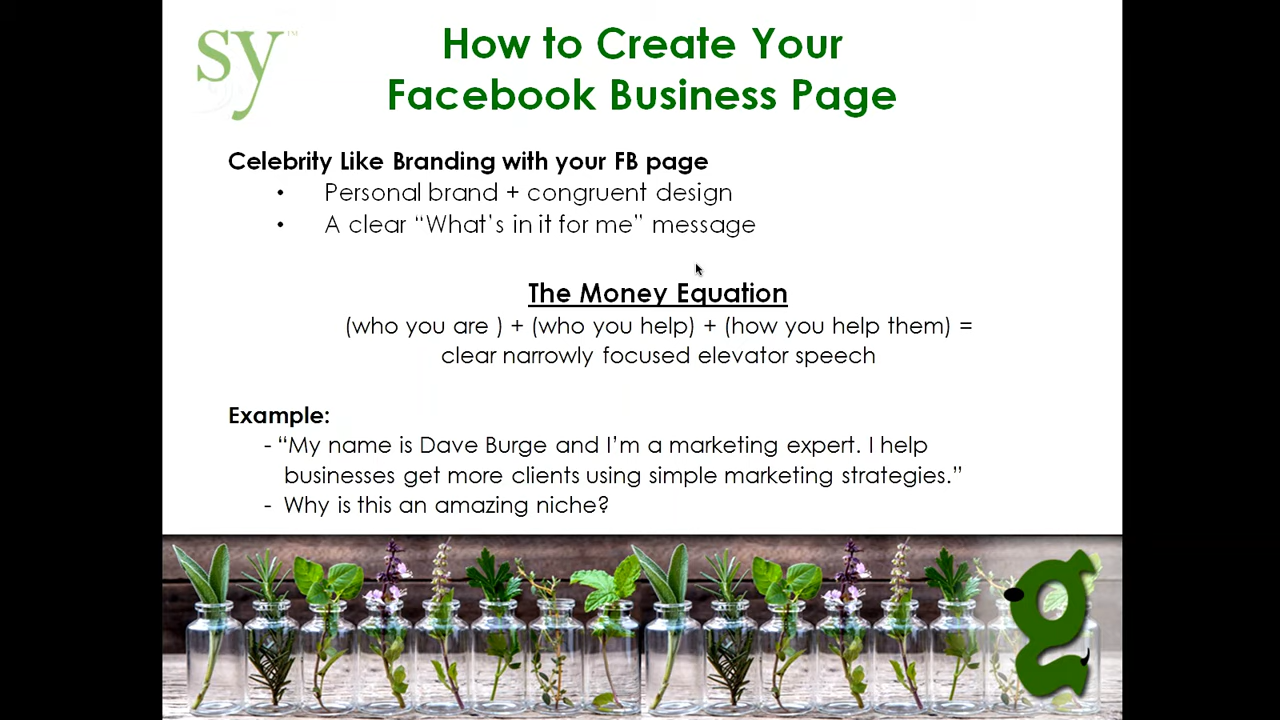 sy™
How to Create Your
Facebook Business Page
Celebrity Like Branding with your FB page
• Personal brand + congruent design
• A clear “What’s in it for me” message
The Money Equation
(who you are ) + (who you help) + (how you help them) =
clear narrowly focused elevator speech
Example:
- “My name is Dave Burge and I’m a marketing expert. I help
businesses get more clients using simple marketing strategies.”
- Why is this an amazing niche?
g